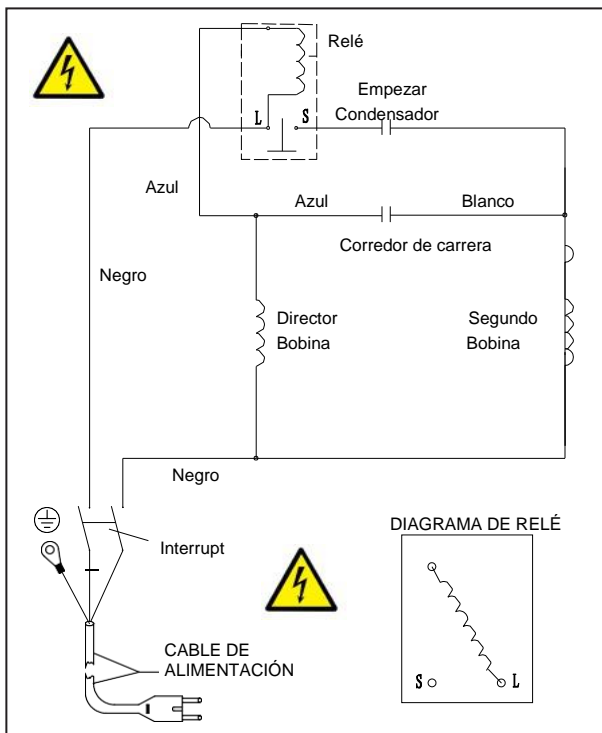 Relé
Empezar
Condensador
L S
Azul
Azul
Blanco
Corredor de carrera
Negro
Director
Bobina
Segundo
Bobina
Negro
Interrupt
DIAGRAMA DE RELÉ
S L
CABLE DE
ALIMENTACIÓN